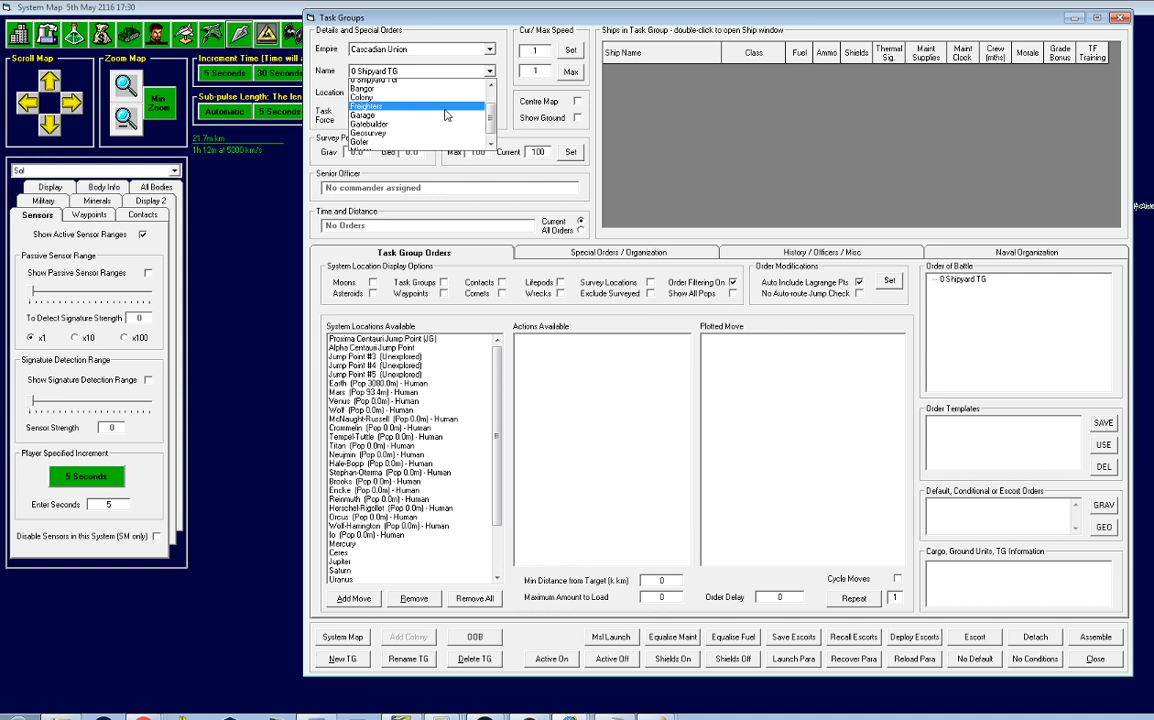 System Map 5th May 2116 17:30
Scroll Map
Zoom Map
Min Zoom
Increment Time (Time will a
5 Seconds
30 Secon
Sub-pulse Length: The len
Automatic
5 Second
21.7m km
1h 12m at 5000 km/s
Sol
Display
Body Info
All Bodies
Military
Minerals
Display 2
Sensors
Waypoints
Contacts
Show Active Sensor Ranges
Passive Sensor Range
Show Passive Sensor Ranges
To Detect Signature Strength
0
x1
x10
x100
Signature Detection Range
Show Signature Detection Range
Sensor Strength
0
Player Specified Increment
5 Seconds
Enter Seconds
5
Disable Sensors in this System (SM only)
Task Groups
Details and Special Orders
Empire
Cascadian Union
Name
0 Shipyard TG
0 Shipyard TG
Bangor
Colony
Freighters
Garage
Gatebuilder
Geosurvey
Goler
Location
Task Force
Cur/ Max Speed
1
Set
1
Max
Centre Map
Show Ground
Survey Po
Grav
0.0
Geo
0.0
Max
100
Current
100
Set
Senior Officer
No commander assigned
Time and Distance
No Orders
Current
All Orders
Ships in Task Group - double-click to open Ship window
Ship Name
Class
Fuel
Ammo
Shields
Thermal Sig.
Maint Supplies
Maint Clock
Crew (mths)
Morale
Grade Bonus
TF Training
Task Group Orders
Special Orders / Organization
History / Officers / Misc
Naval Organization
System Location Display Options
Moons
Task Groups
Contacts
Lifepods
Survey Locations
Order Filtering On
Asteroids
Waypoints
Comets
Wrecks
Exclude Surveyed
Show All Pops
Order Modifications
Auto Include Lagrange Pts
No Auto-route Jump Check
Set
System Locations Available
Proxima Centauri Jump Point (JG)
Alpha Centauri Jump Point
Jump Point #3 (Unexplored)
Jump Point #4 (Unexplored)
Jump Point #5 (Unexplored)
Earth (Pop 3080.0m) - Human
Mars (Pop 93.4m) - Human
Venus (Pop 0.0m) - Human
Wolf (Pop 0.0m) - Human
McNaught-Russell (Pop 0.0m) - Human
Crommelin (Pop 0.0m) - Human
Tempel-Tuttle (Pop 0.0m) - Human
Titan (Pop 0.0m) - Human
Neujmin (Pop 0.0m) - Human
Hale-Bopp (Pop 0.0m) - Human
Stephan-Oterma (Pop 0.0m) - Human
Brooks (Pop 0.0m) - Human
Encke (Pop 0.0m) - Human
Reinmuth (Pop 0.0m) - Human
Herschel-Rigollet (Pop 0.0m) - Human
Orcus (Pop 0.0m) - Human
Wolf-Harrington (Pop 0.0m) - Human
Io (Pop 0.0m) - Human
Mercury
Ceres
Jupiter
Saturn
Uranus
Actions Available
Plotted Move
Min Distance from Target (k km)
0
Maximum Amount to Load
0
Order Delay
0
Cycle Moves
Repeat
1
Add Move
Remove
Remove All
Order of Battle
0 Shipyard TG
Order Templates
SAVE
USE
DEL
Default, Conditional or Escort Orders
GRAV
GEO
Cargo, Ground Units, TG Information
System Map
Add Colony
OOB
Msl Launch
Equalise Maint
Equalise Fuel
Save Escorts
Recall Escorts
Deploy Escorts
Escort
Detach
Assemble
New TG
Rename TG
Delete TG
Active On
Active Off
Shields On
Shields Off
Launch Para
Recover Para
Reload Para
No Default
No Conditions
Close